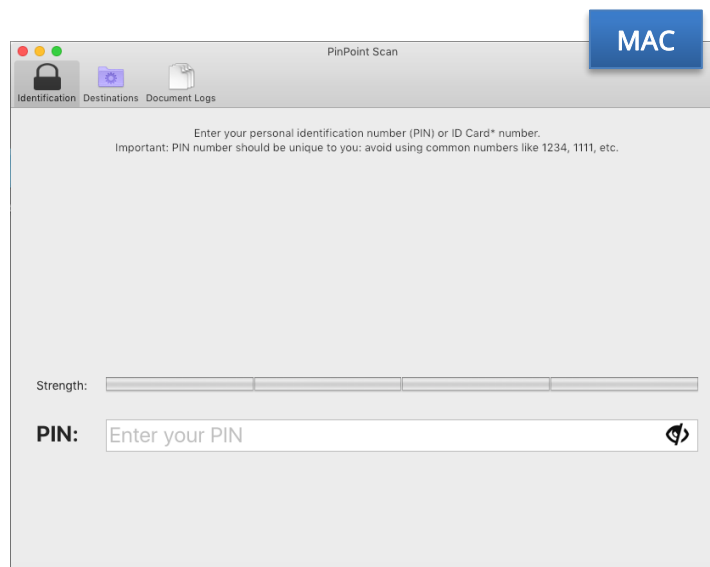 MAC
PinPoint Scan
Identification Destinations Document Logs
Enter your personal identification number (PIN) or ID Card* number.
Important: PIN number should be unique to you: avoid using common numbers like 1234, 1111, etc.
Strength:
PIN: Enter your PIN